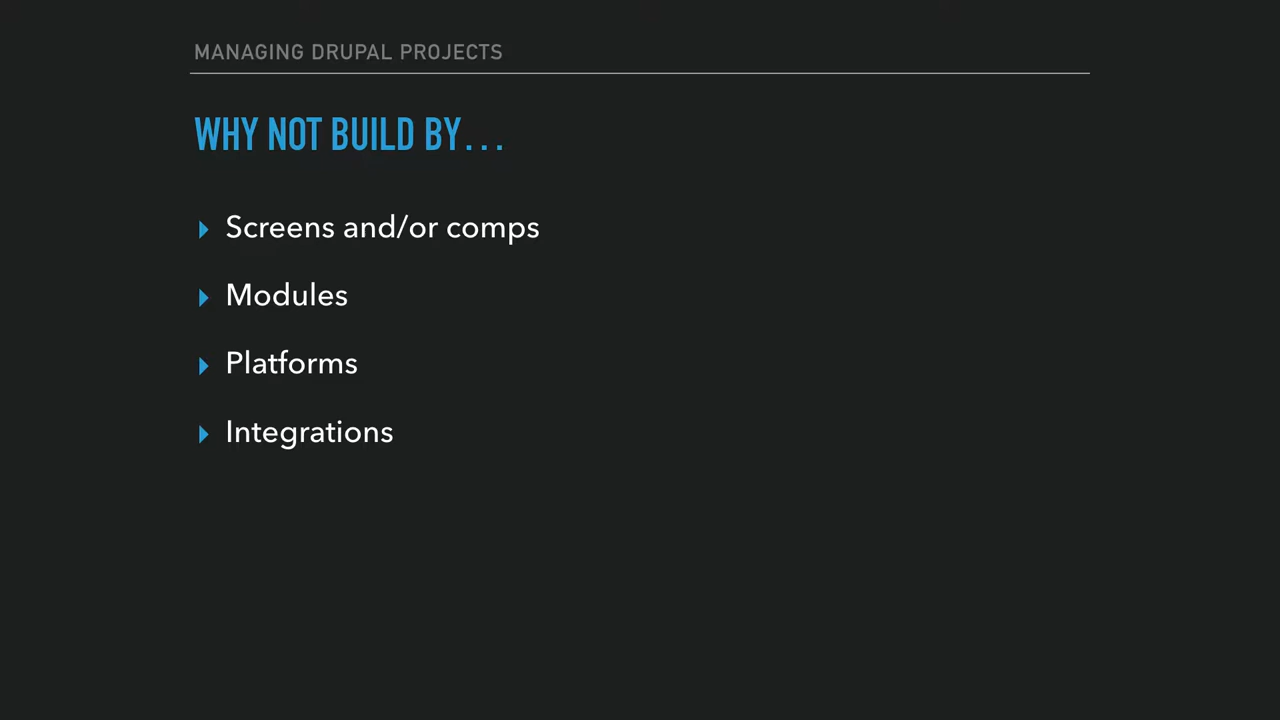 MANAGING DRUPAL PROJECTS
WHY NOT BUILD BY...
Screens and/or comps
Modules
Platforms
Integrations